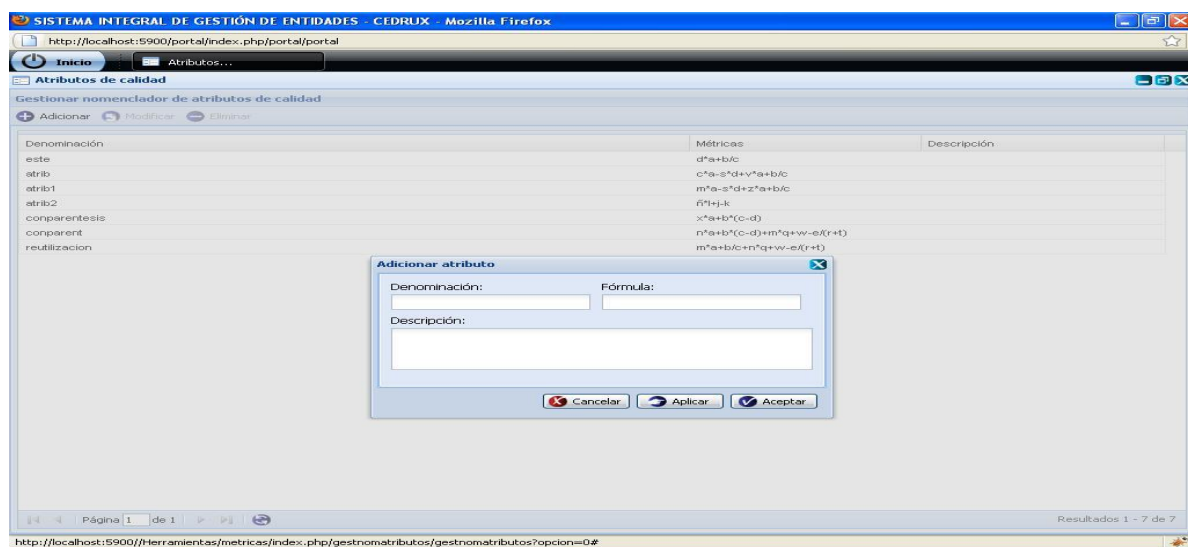 SISTEMA INTEGRAL DE GESTIÓN DE ENTIDADES - CEDRUX - Mozilla Firefox
http://localhost:5900/portal/index.php/portal/portal
Inicio Atributos...
Atributos de calidad
Gestionar nomenclador de atributos de calidad
Adicionar Modificar Eliminar
Denominación Métricas Descripción
este d*a+b/c
atrib c*a-s*d+v*a+b/c
atrib1 m*a-s*d+z*a+b/c
atrib2 ñ*l+j-k
conparentesis x*a+b*(c-d)
conparent n*a+b*(c-d)+m*q+w-e/(r+t)
reutilizacion m*a+b/c+n*q+w-e/(r+t)
Adicionar atributo
Denominación: Fórmula:
Descripción:
Cancelar Aplicar Aceptar
Página 1 de 1 Resultados 1 - 7 de 7
http://localhost:5900//Herramientas/metricas/index.php/gestnomatributos/gestnomatributos?opcion=0#